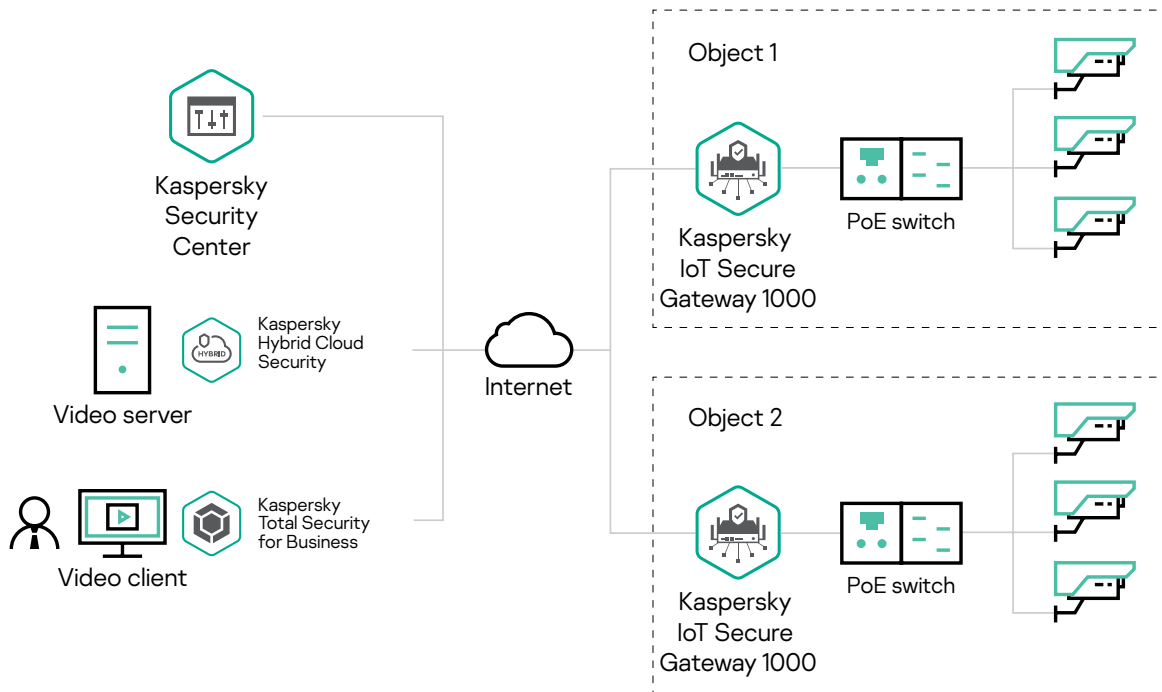 Kaspersky
Security
Center
Video server
HYBRID
Kaspersky
Hybrid Cloud
Security
Video client
Kaspersky
Total Security
for Business
Internet
Object 1
Kaspersky
IoT Secure
Gateway 1000
PoE switch
Object 2
Kaspersky
IoT Secure
Gateway 1000
PoE switch